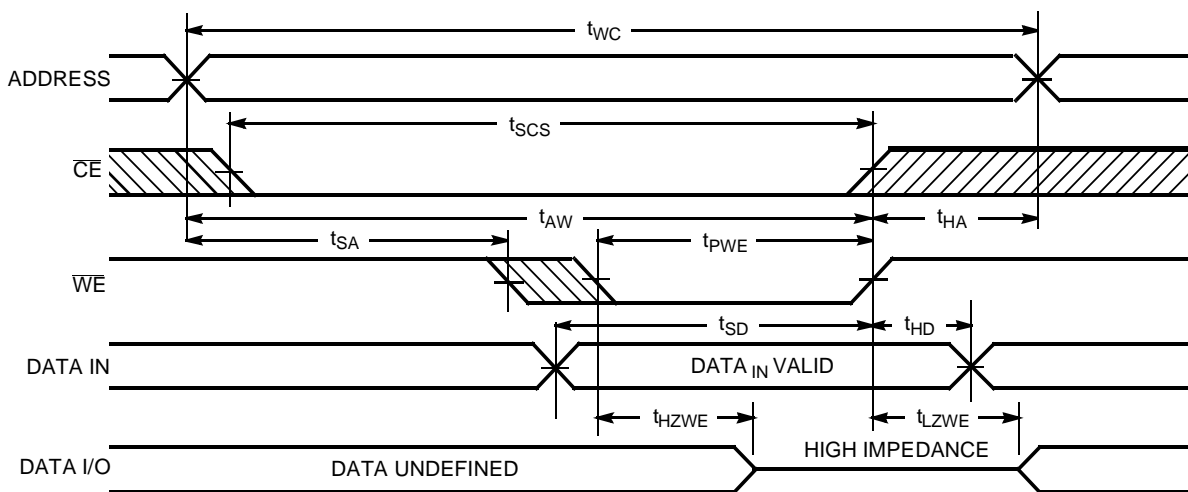 tWC
ADDRESS
tSCS
CE
tAW
tHA
tSA
tPWE
WE
tSD
tHD
DATA IN
DATA IN VALID
tHZWE
tLZWE
HIGH IMPEDANCE
DATA I/O
DATA UNDEFINED